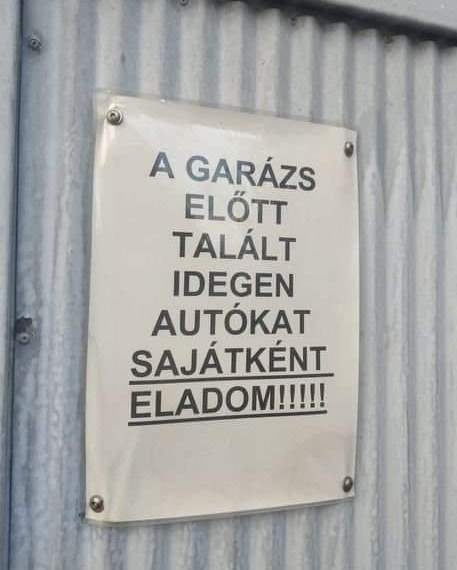 A GARÁZS
ELŐTT
TALÁLT
IDEGEN
AUTÓKAT
SAJÁTKÉNT
ELADOM!!!!!